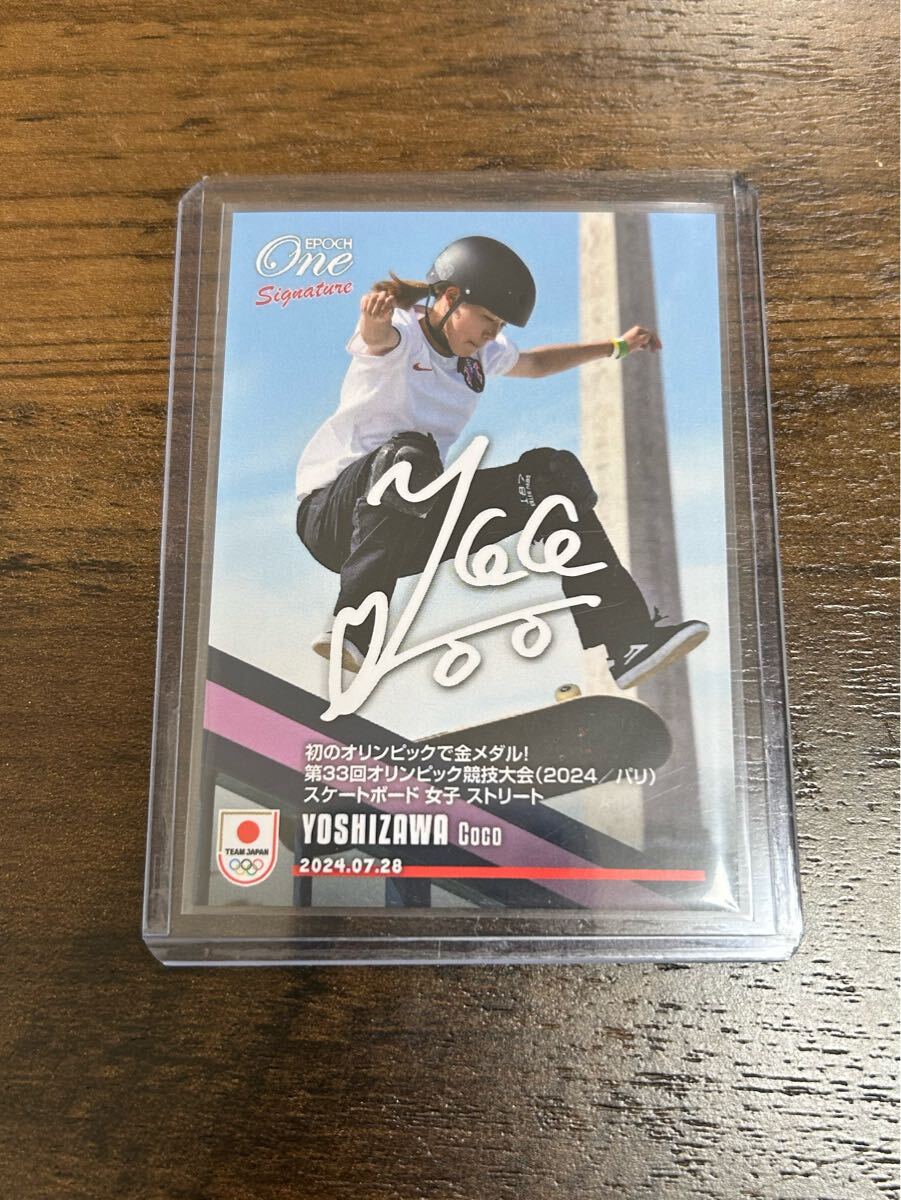 EPOCH
One
Signature
187
初のオリンピックで金メダル!
第33回オリンピック競技大会(2024/パリ)
スケートボード 女子 ストリート
YOSHIZAWA Coco
TEAM JAPAN
2024.07.28